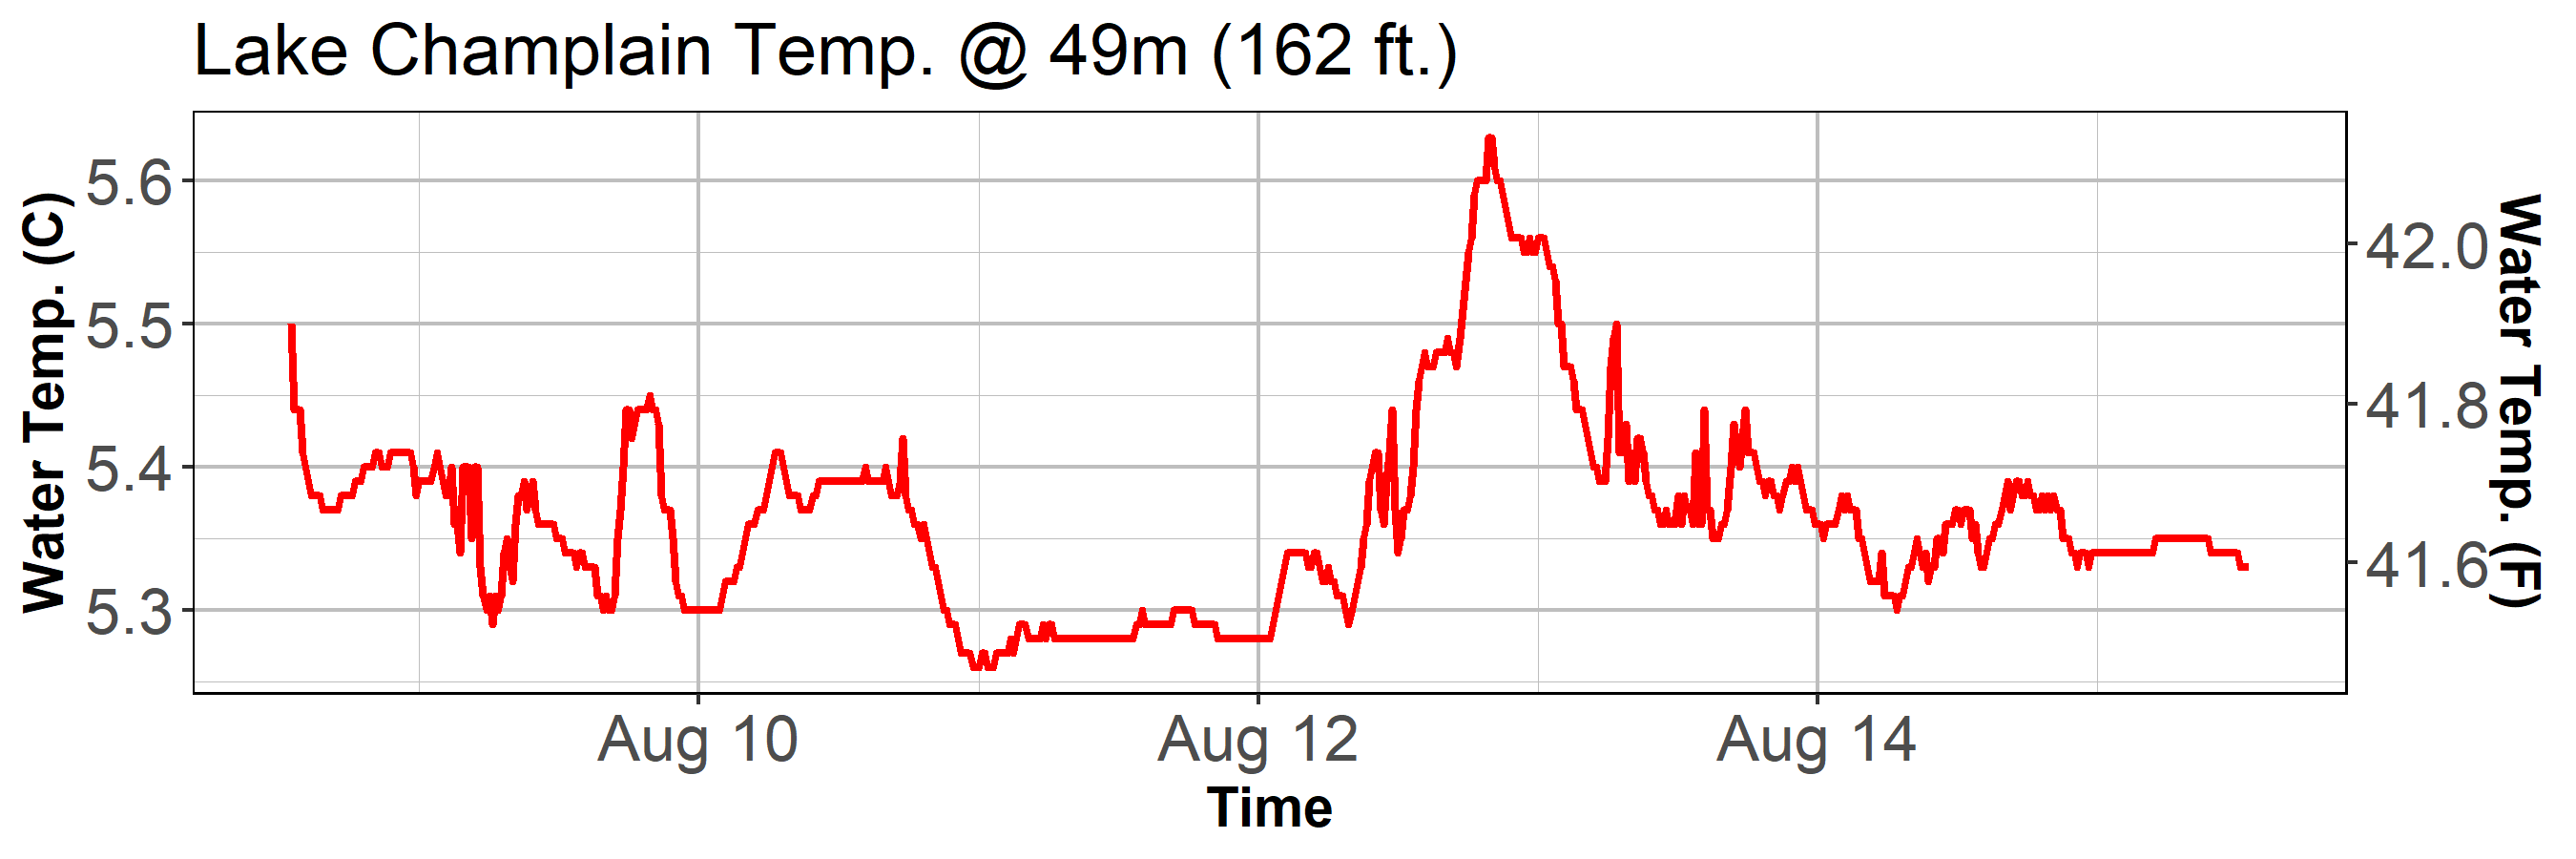 Lake Champlain Temp. @ 49m (162 ft.)
Water Temp. (C)
5.6
5.5
5.4
5.3
42.0
41.8
41.6
Water Temp. (F)
Aug 10
Aug 12
Aug 14
Time